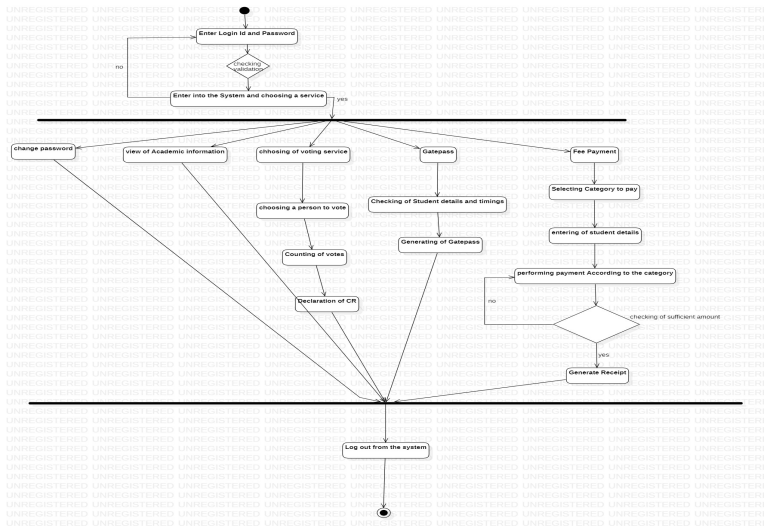 Enter Login Id and Password
no
checking
validation
Enter into the System and choosing a service
yes
change password
view of Academic information
chhosing of voting service
Gatepass
Fee Payment
Selecting Category to pay
choosing a person to vote
Checking of Student details and timings
entering of student details
Generating of Gatepass
Counting of votes
performing payment According to the category
no
Declaration of CR
checking of sufficient amount
yes
Generate Receipt
Log out from the system
UNREGISTERED